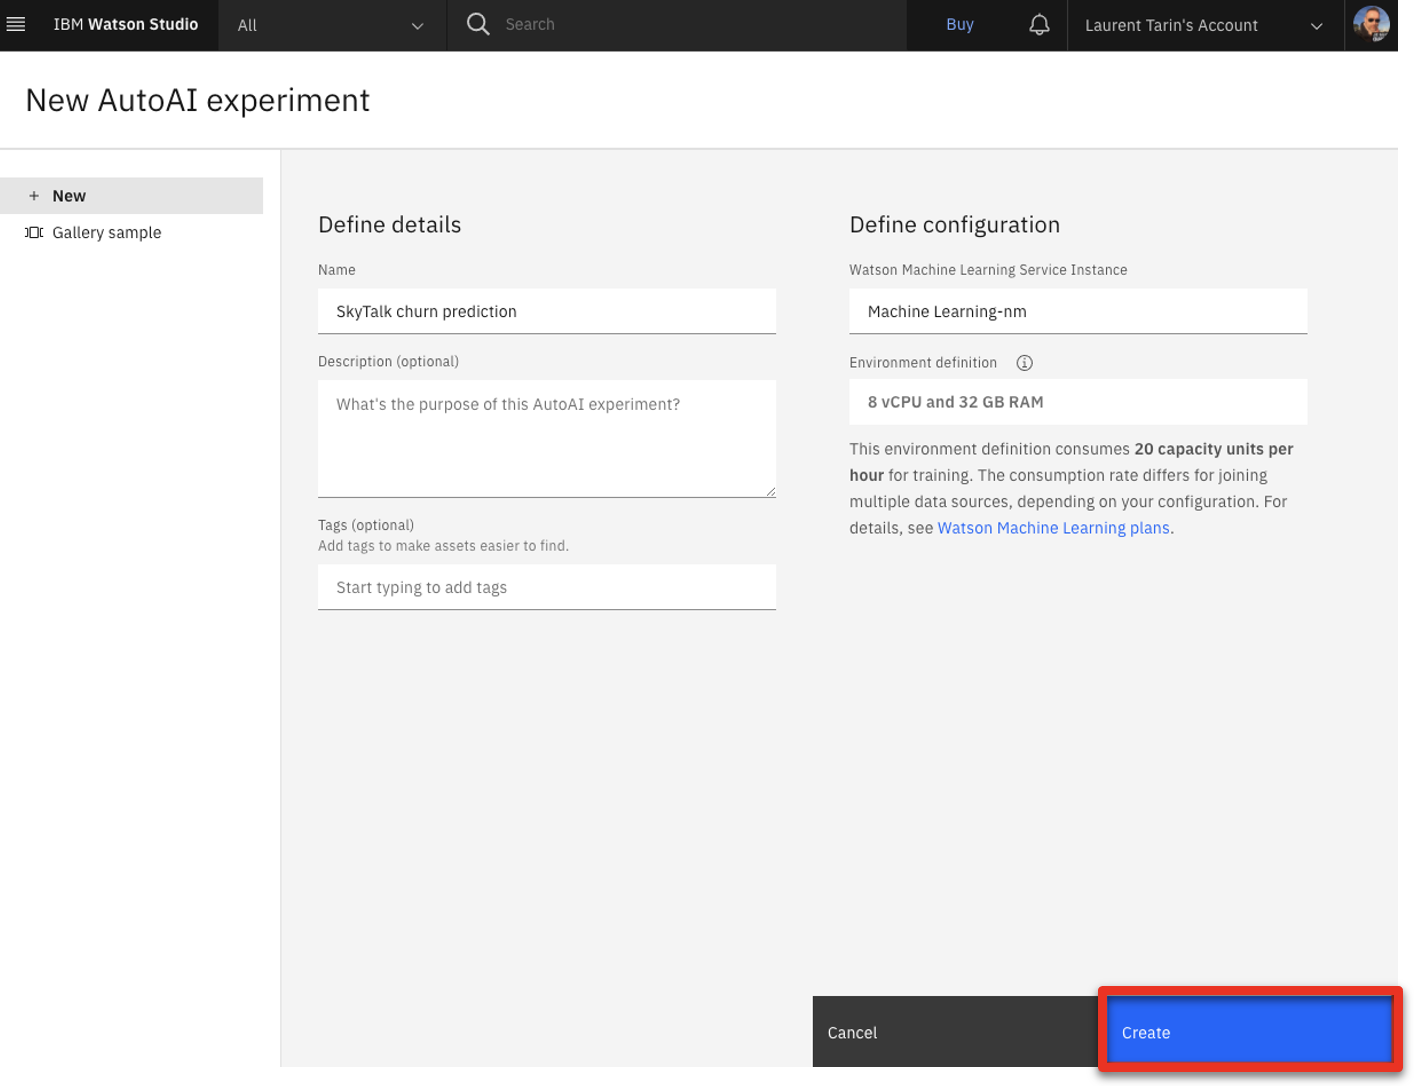 IBM Watson Studio
All
Search
Buy
Laurent Tarin's Account
New AutoAI experiment
+ New
Gallery sample
Define details
Name
SkyTalk churn prediction
Description (optional)
What's the purpose of this AutoAI experiment?
Tags (optional)
Add tags to make assets easier to find.
Start typing to add tags
Define configuration
Watson Machine Learning Service Instance
Machine Learning-nm
Environment definition
8 vCPU and 32 GB RAM
This environment definition consumes 20 capacity units per
hour for training. The consumption rate differs for joining
multiple data sources, depending on your configuration. For
details, see Watson Machine Learning plans.
Cancel
Create